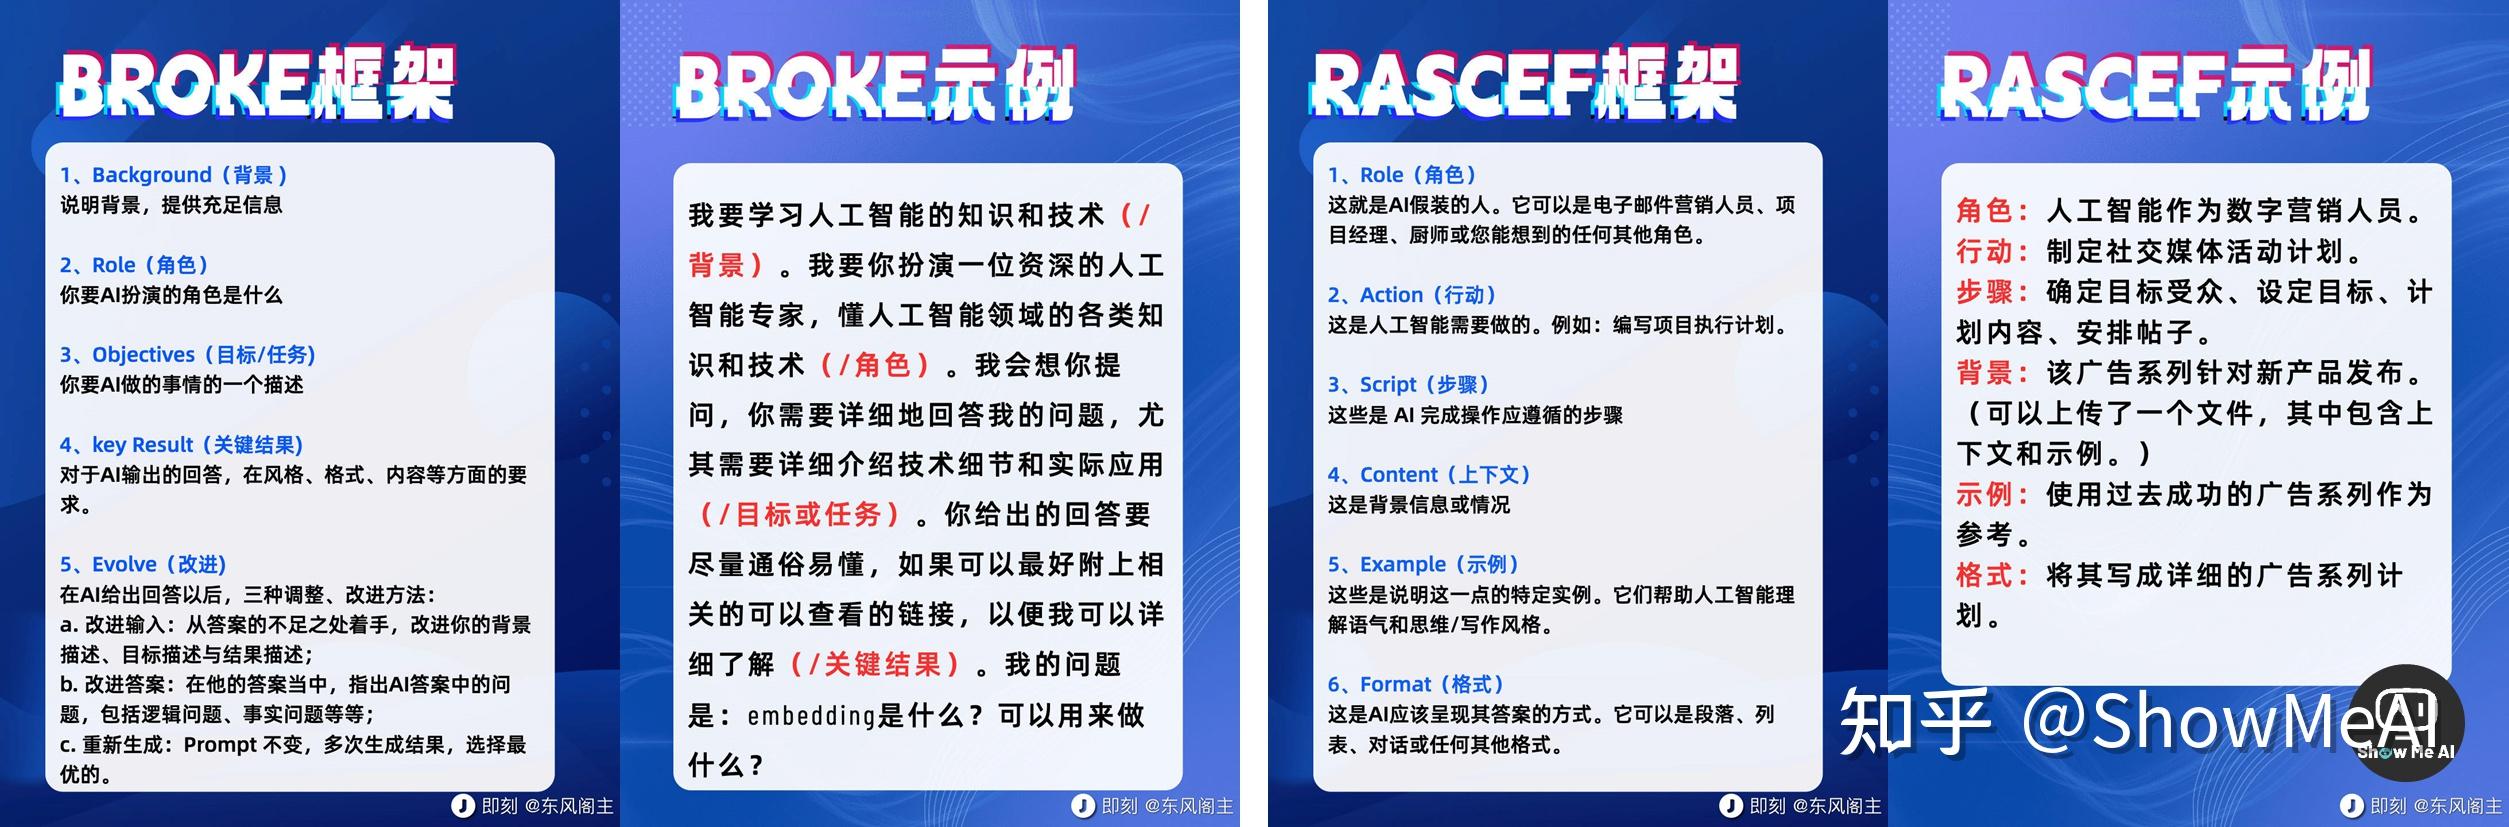 BROKE框架
1、Background（背景）
说明背景，提供充足信息
2、Role（角色）
你要AI扮演的角色是什么
3、Objectives（目标/任务）
你要AI做的事情的一个描述
4、key Result（关键结果）
对于AI输出的回答，在风格、格式、内容等方面的要
求。
5、Evolve（改进）
在AI给出回答以后，三种调整、改进方法：
a. 改进输入：从答案的不足之处着手，改进你的背景
描述、目标描述与结果描述；
b. 改进答案：在他的答案当中，指出AI答案中的问
题，包括逻辑问题、事实问题等等；
c. 重新生成：Prompt 不变，多次生成结果，选择最
优的。
即刻 @东风阁主
BROKE示例
我要学习人工智能的知识和技术（/
背景）。我要你扮演一位资深的人工
智能专家，懂人工智能领域的各类知
识和技术（/角色）。我会想你提
问，你需要详细地回答我的问题，尤
其需要详细介绍技术细节和实际应用
（/目标或任务）。你给出的回答要
尽量通俗易懂，如果可以最好附上相
关的可以查看的链接，以便我可以详
细了解（/关键结果）。我的问题
是：embedding是什么？可以用来做
什么？
即刻 @东风阁主
RASCEF框架
1、Role（角色）
这就是AI假装的人。它可以是电子邮件营销人员、项
目经理、厨师或您能想到的任何其他角色。
2、Action（行动）
这是人工智能需要做的。例如：编写项目执行计划。
3、Script（步骤）
这些是 AI 完成操作应遵循的步骤
4、Content（上下文）
这是背景信息或情况
5、Example（示例）
这些是说明这一点的特定实例。它们帮助人工智能理
解语气和思维/写作风格。
6、Format（格式）
这是AI应该呈现其答案的方式。它可以是段落、列
表、对话或任何其他格式。
即刻 @东风阁主
RASCEF示例
角色：人工智能作为数字营销人员。
行动：制定社交媒体活动计划。
步骤：确定目标受众、设定目标、计
划内容、安排帖子。
背景：该广告系列针对新产品发布。
（可以上传了一个文件，其中包含上
下文和示例。）
示例：使用过去成功的广告系列作为
参考。
格式：将其写成详细的广告系列计
划。
知乎 @ShowMeAI
Show Me AI
即刻 @东风阁主